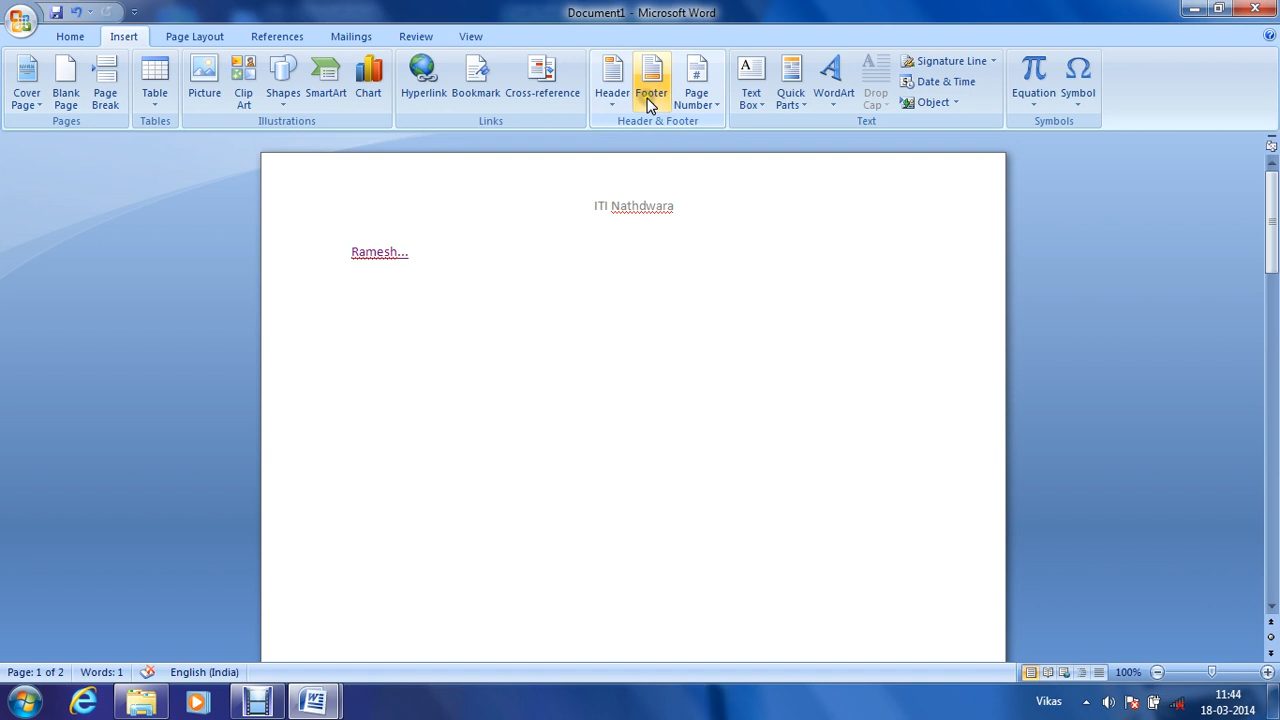 Document1 - Microsoft Word
Home Insert Page Layout References Mailings Review View
Cover Page Blank Page Page Break Table Picture Clip Art Shapes SmartArt Chart Hyperlink Bookmark Cross-reference Header Footer Page Number Text Box Quick Parts WordArt Drop Cap Signature Line Date & Time Object Equation Symbol
Pages Tables Illustrations Links Header & Footer Text Symbols
ITI Nathdwara
Ramesh...
Page: 1 of 2 Words: 1 English (India) 100%
Vikas 11:44
18-03-2014